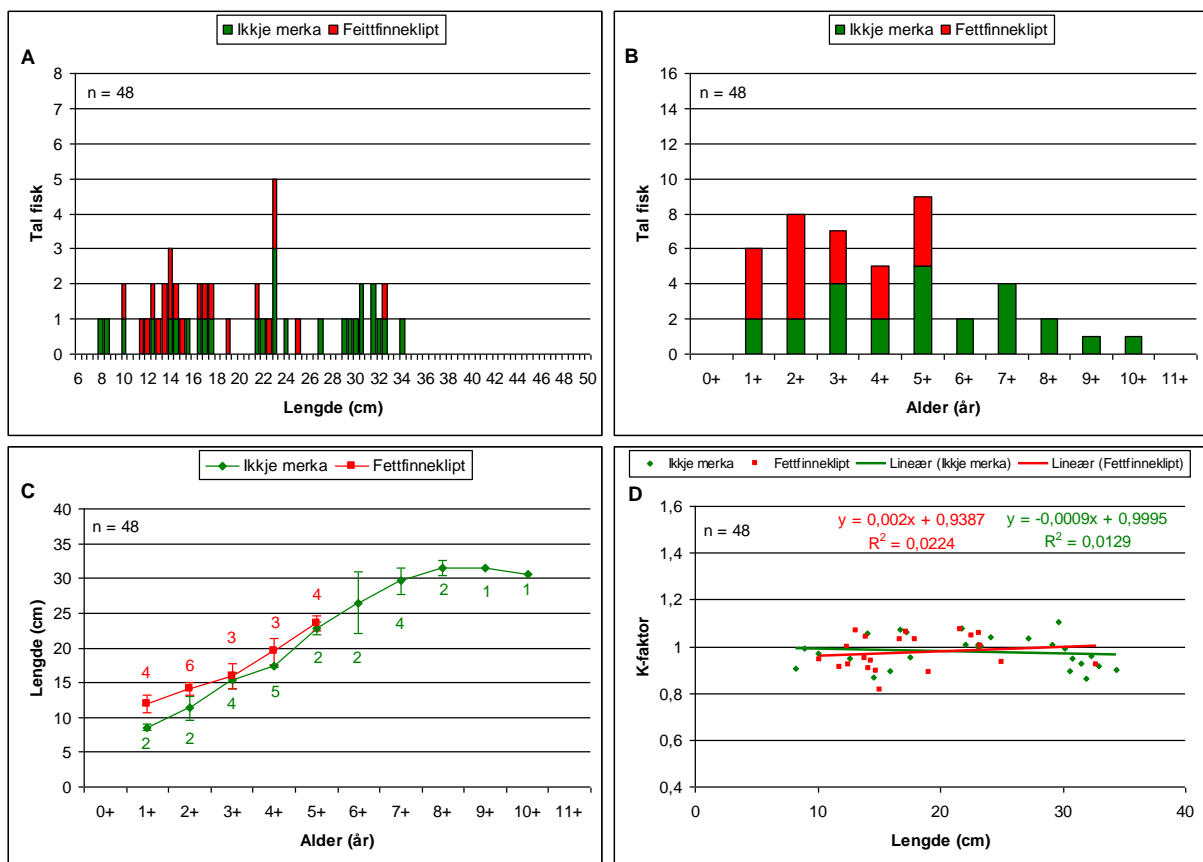 Ikkje merka Feittfinneklipt
A
n = 48
Tal fisk
8
7
6
5
4
3
2
1
0
6 8 10 12 14 16 18 20 22 24 26 28 30 32 34 36 38 40 42 44 46 48 50
Lengde (cm)
Ikkje merka Feittfinneklipt
B
n = 48
Tal fisk
16
14
12
10
8
6
4
2
0
0+ 1+ 2+ 3+ 4+ 5+ 6+ 7+ 8+ 9+ 10+ 11+
Alder (år)
Ikkje merka Fettfinneklipt
C
n = 48
Lengde (cm)
40
35
30
25
20
15
10
5
0
4 6 3 3 4
2 2 4 5 2 2 4 2 1 1
0+ 1+ 2+ 3+ 4+ 5+ 6+ 7+ 8+ 9+ 10+ 11+
Alder (år)
Ikkje merka Fettfinneklipt Lineær (Ikkje merka) Lineær (Fettfinneklipt)
D
n = 48
y = 0,002x + 0,9387
R² = 0,0224
y = -0,0009x + 0,9995
R² = 0,0129
K-faktor
1,6
1,4
1,2
1
0,8
0,6
0,4
0 10 20 30 40
Lengde (cm)